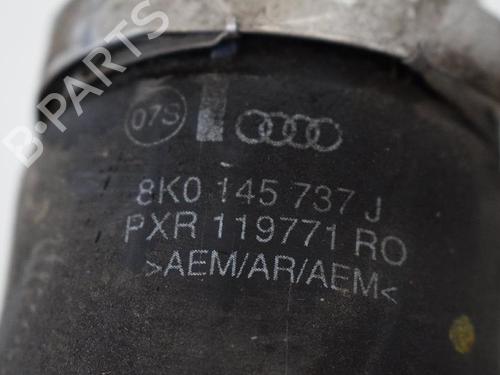 07S
8K0 145 737 J
PXR 119771 RO
>AEM/AR/AEM<
B-PARTS